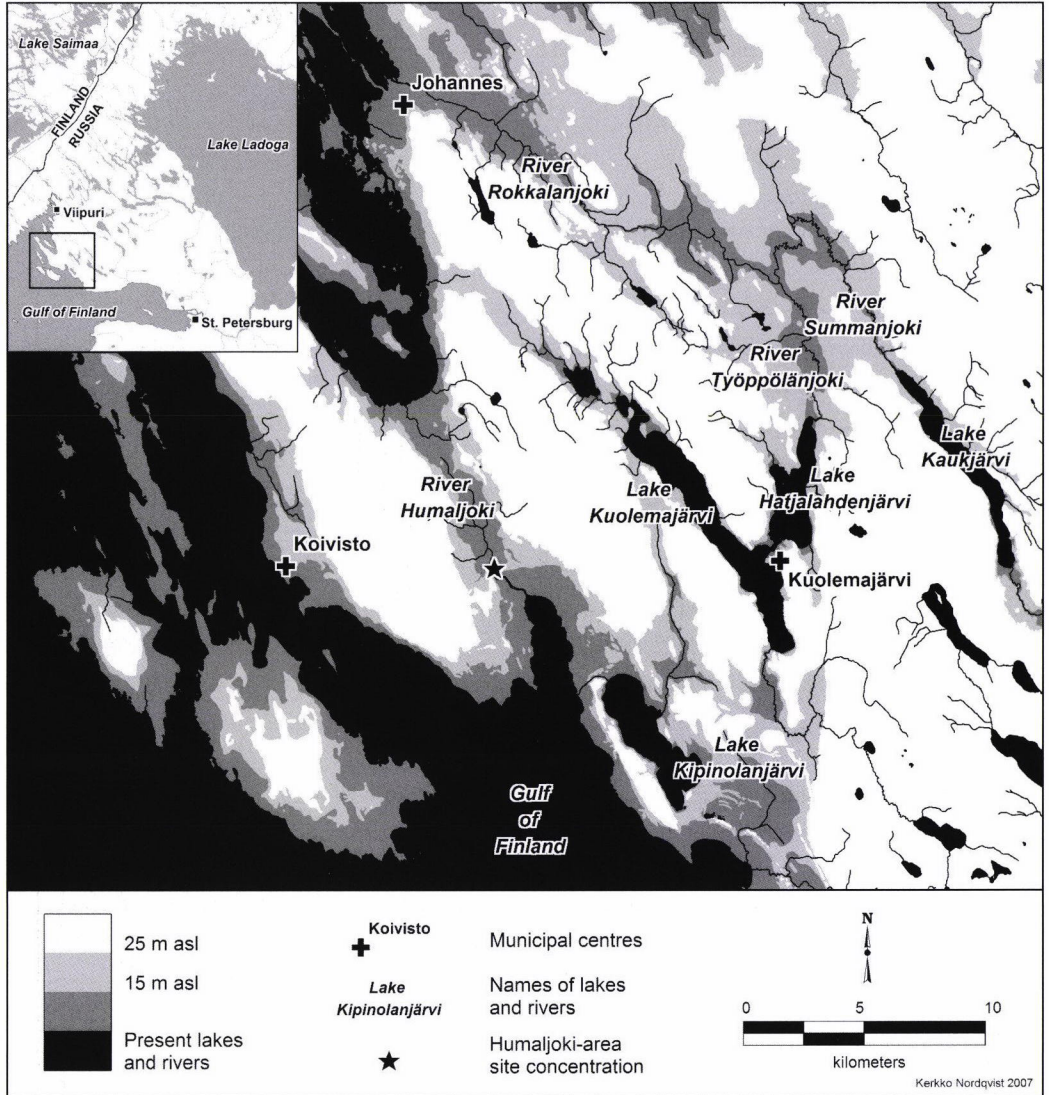 Lake Saimaa
FINLAND
RUSSIA
Lake Ladoga
Viipuri
Gulf of Finland
St. Petersburg
Johannes
River
Rokkalanjoki
River
Summanjoki
River
Työppölänjoki
Lake
Kaukjärvi
Lake
Hatjalahdenjärvi
Lake
Kuolemajärvi
River
Humaljoki
Koivisto
Kuolemajärvi
Lake
Kipinolanjärvi
Gulf
of
Finland
25 m asl
15 m asl
Present lakes
and rivers
Koivisto
Municipal centres
Lake
Kipinolanjärvi
Names of lakes
and rivers
Humaljoki-area
site concentration
N
0 5 10
kilometers
Kerkko Nordqvist 2007